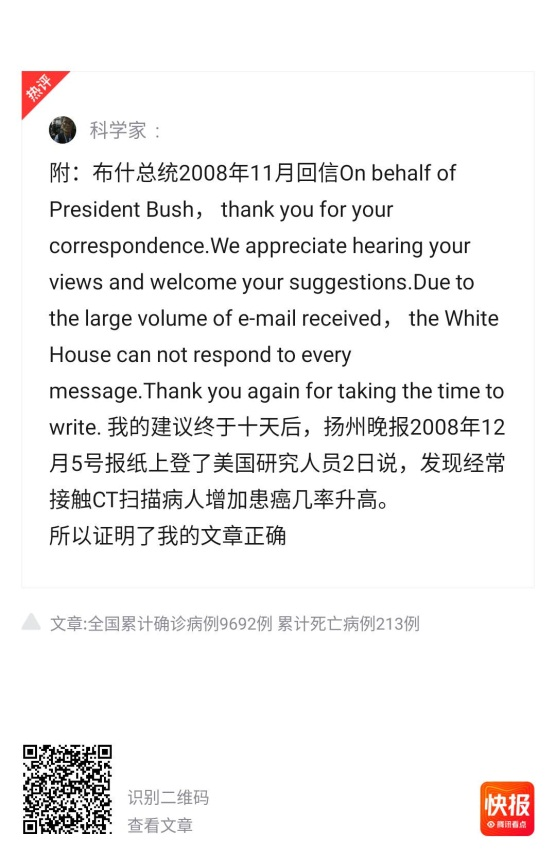 热评
科学家：
附：布什总统2008年11月回信On behalf of
President Bush， thank you for your
correspondence.We appreciate hearing your
views and welcome your suggestions.Due to
the large volume of e-mail received， the White
House can not respond to every
message.Thank you again for taking the time to
write. 我的建议终于十天后，扬州晚报2008年12
月5号报纸上登了美国研究人员2日说，发现经常
接触CT扫描病人增加患癌几率升高。
所以证明了我的文章正确
文章:全国累计确诊病例9692例 累计死亡病例213例
识别二维码
查看文章
快报
腾讯看点